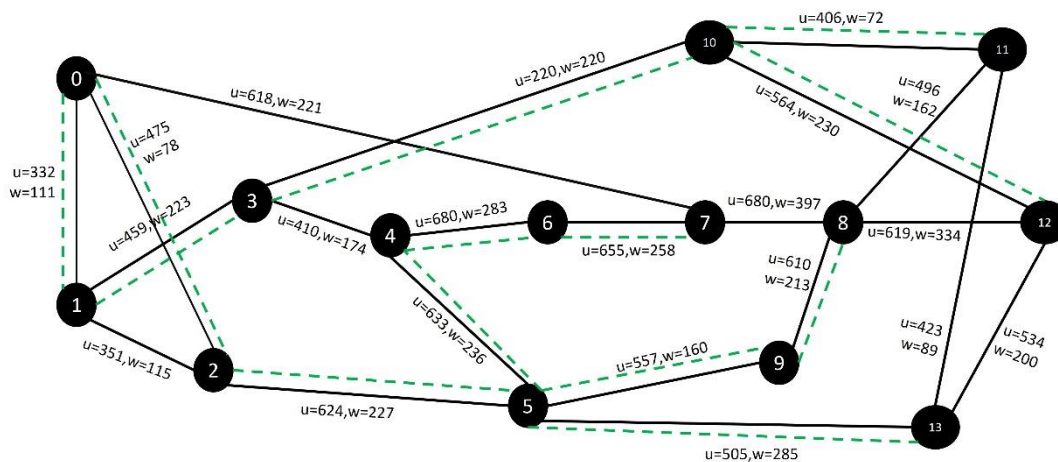 u=406,w=72
10
11
0
u=220,w=220
u=496
w=162
u=618,w=221
u=564,w=230
u=475
w=78
u=332
w=111
3
u=459,w=223
u=680,w=283
u=410,w=174
4
6
7
u=680,w=397
8
u=619,w=334
12
u=655,w=258
u=610
w=213
1
u=633,w=236
u=423
w=89
u=534
w=200
u=351,w=115
2
u=557,w=160
9
u=624,w=227
5
13
u=505,w=285